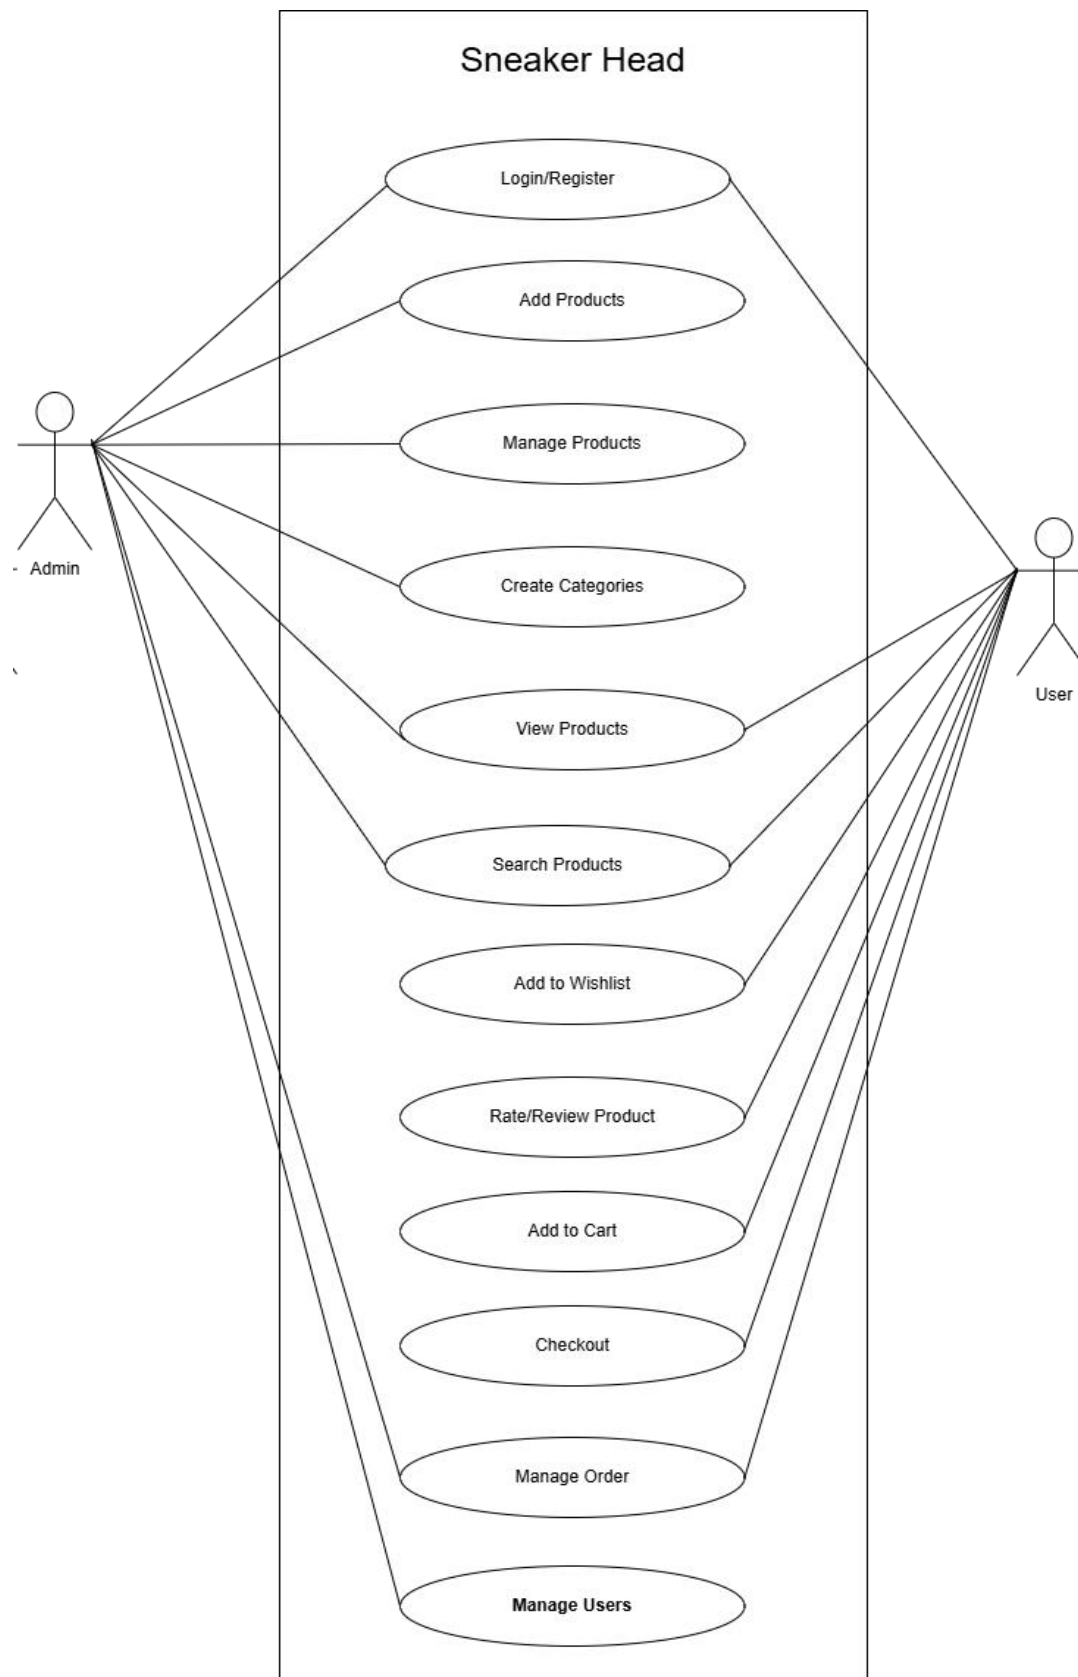 Sneaker Head
Login/Register
Add Products
Manage Products
Create Categories
Admin
View Products
User
Search Products
Add to Wishlist
Rate/Review Product
Add to Cart
Checkout
Manage Order
Manage Users